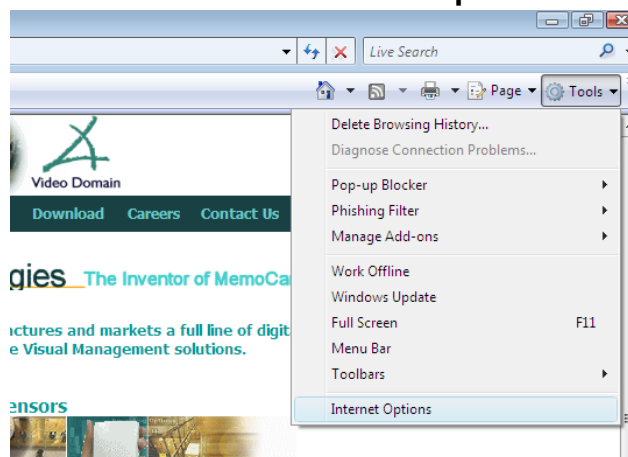 Live Search
Page
Tools
Delete Browsing History...
Diagnose Connection Problems...
Pop-up Blocker
Phishing Filter
Manage Add-ons
Work Offline
Windows Update
Full Screen F11
Menu Bar
Toolbars
Internet Options
Video Domain
Download Careers Contact Us
gies The Inventor of MemoCa
actures and markets a full line of digit
e Visual Management solutions.
ensors